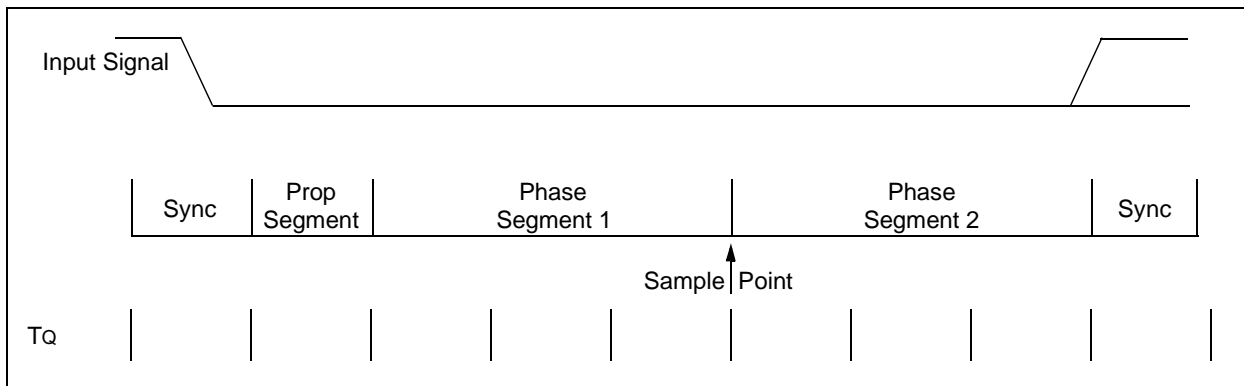 Input Signal
Sync
Prop
Segment
Phase
Segment 1
Phase
Segment 2
Sync
Sample Point
TQ